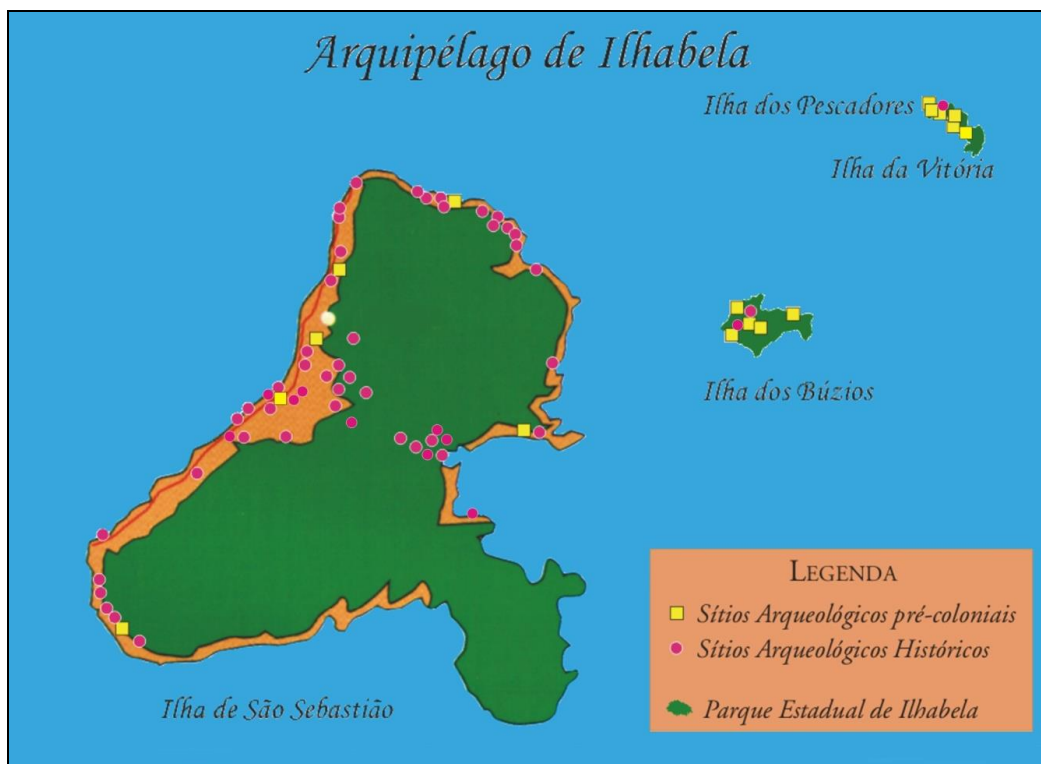 Arquipélago de Ilhabela
Ilha dos Pescadores
Ilha da Vitória
Ilha dos Búzios
LEGENDA
Sítios Arqueológicos pré-coloniais
Sítios Arqueológicos Históricos
Parque Estadual de Ilhabela
Ilha de São Sebastião